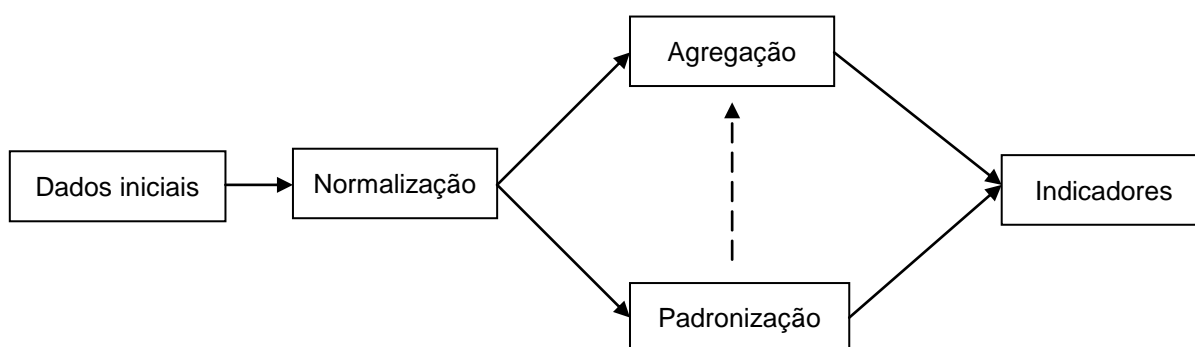 Agregação
Dados iniciais
Normalização
Indicadores
Padronização